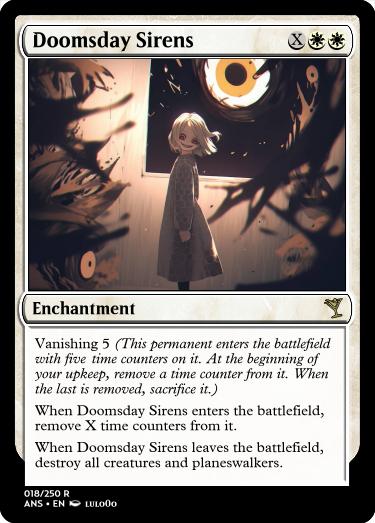 Doomsday Sirens X
Enchantment
Vanishing 5 (This permanent enters the battlefield
with five time counters on it. At the beginning of
your upkeep, remove a time counter from it. When
the last is removed, sacrifice it.)
When Doomsday Sirens enters the battlefield,
remove X time counters from it.
When Doomsday Sirens leaves the battlefield,
destroy all creatures and planeswalkers.
018/250 R
ANS • EN LULO0o